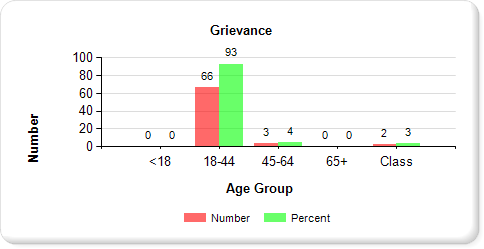 Grievance
Number
100
80
60
40
20
0
0 0 66 93 3 4 0 0 2 3
<18 18-44 45-64 65+ Class
Age Group
Number Percent